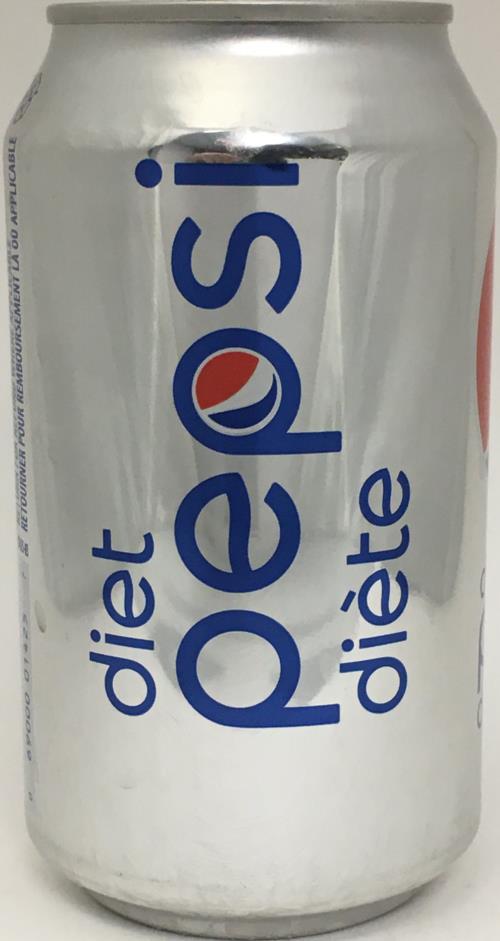 diet
pepsi
diète
RETOURNER POUR REMBOURSEMENT LÀ OÙ APPLICABLE